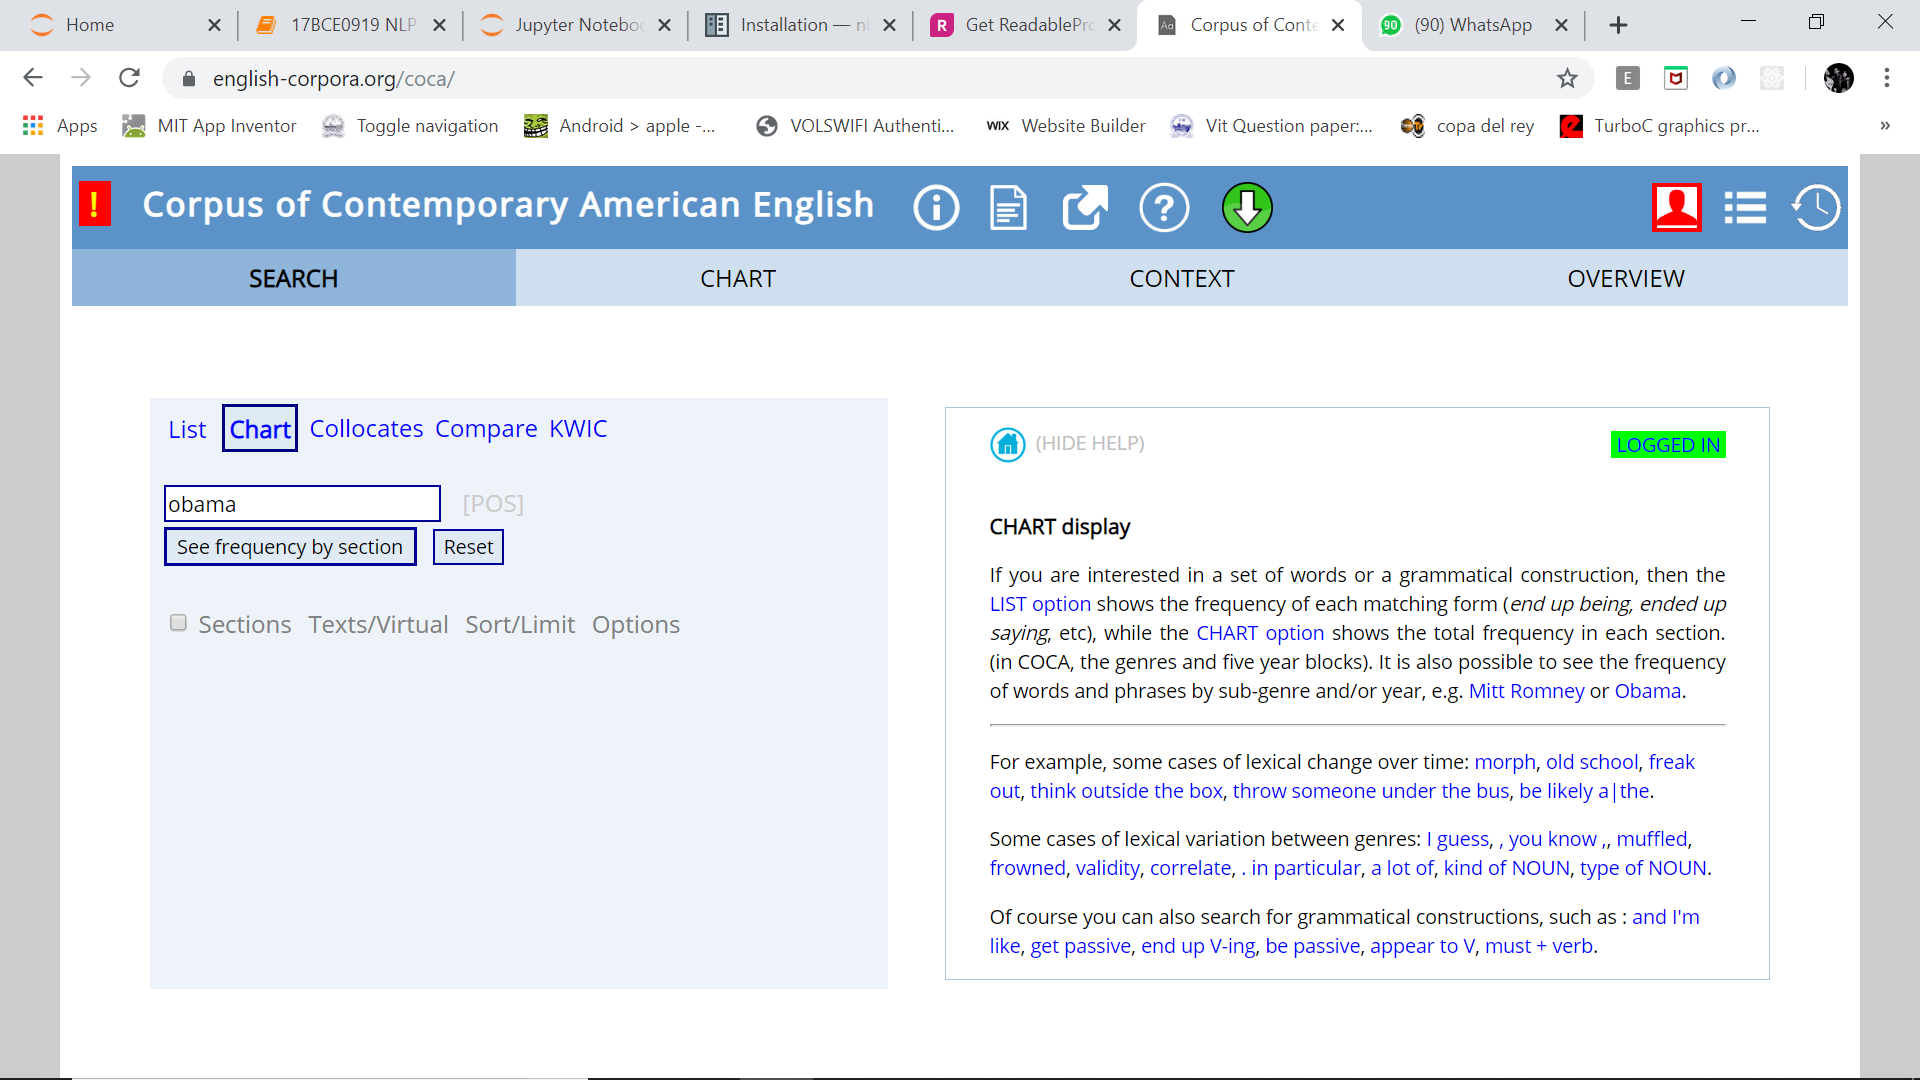 Home
17BCE0919 NLP
Jupyter Notebo
Installation — n
Get ReadablePr
Corpus of Conte
90
(90) WhatsApp
english-corpora.org/coca/
E
Apps
MIT App Inventor
Toggle navigation
Android > apple -...
VOLSWIFI Authenti...
WIX
Website Builder
Vit Question paper:...
copa del rey
TurboC graphics pr...
»
!
Corpus of Contemporary American English
SEARCH
CHART
CONTEXT
OVERVIEW
List
Chart
Collocates
Compare
KWIC
obama
[POS]
See frequency by section
Reset
Sections
Texts/Virtual
Sort/Limit
Options
(HIDE HELP)
LOGGED IN
CHART display
If you are interested in a set of words or a grammatical construction, then the
LIST option shows the frequency of each matching form (end up being, ended up
saying, etc), while the CHART option shows the total frequency in each section.
(in COCA, the genres and five year blocks). It is also possible to see the frequency
of words and phrases by sub-genre and/or year, e.g. Mitt Romney or Obama.
For example, some cases of lexical change over time: morph, old school, freak
out, think outside the box, throw someone under the bus, be likely a|the.
Some cases of lexical variation between genres: I guess, , you know ,, muffled,
frowned, validity, correlate, . in particular, a lot of, kind of NOUN, type of NOUN.
Of course you can also search for grammatical constructions, such as : and I'm
like, get passive, end up V-ing, be passive, appear to V, must + verb.